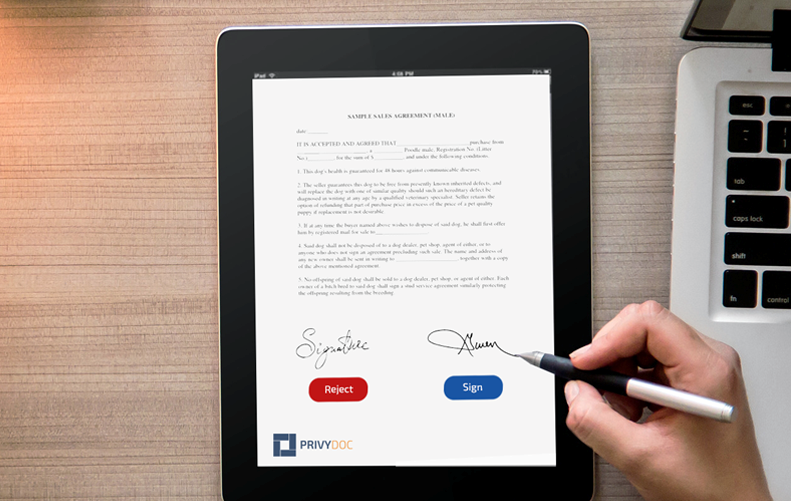 iPad 4:08 PM
SAMPLE SALES AGREEMENT (MALE)
date ______
IT IS ACCEPTED AND AGREED THAT ______ purchase from
______, a ______ Poodle male, Registration No. (Litter
No.) ______, for the sum of $ ______ and under the following conditions
1. This dog's health is guaranteed for 48 hours against communicable diseases.
2. The seller guarantees this dog to be free from presently known inherited defects, and
will replace the dog with one of similar quality should such an hereditary defect be
diagnosed in writing at any age by a qualified veterinary specialist. Seller retains the
option of refunding that part of purchase price in excess of the price of a pet quality
puppy if replacement is not desirable.
3. If at any time the buyer named above wishes to dispose of said dog, he shall first offer
him by registered mail for sale to ______
4. Said dog shall not be disposed of to a dog dealer, pet shop, agent of either, or to
anyone who does not sign an agreement precluding such sale. The name and address of
any new owner shall be sent in writing to ______, together with a copy
of the above mentioned agreement.
5. No offspring of said dog shall be sold to a dog dealer, pet shop, or agent of either. Each
owner of a bitch bred to said dog shall sign a stud service agreement similarly protecting
the offspring resulting from the breeding.
Signature
Reject
Sign
PRIVYDOC
esc
tab
caps lock
shift
fn control